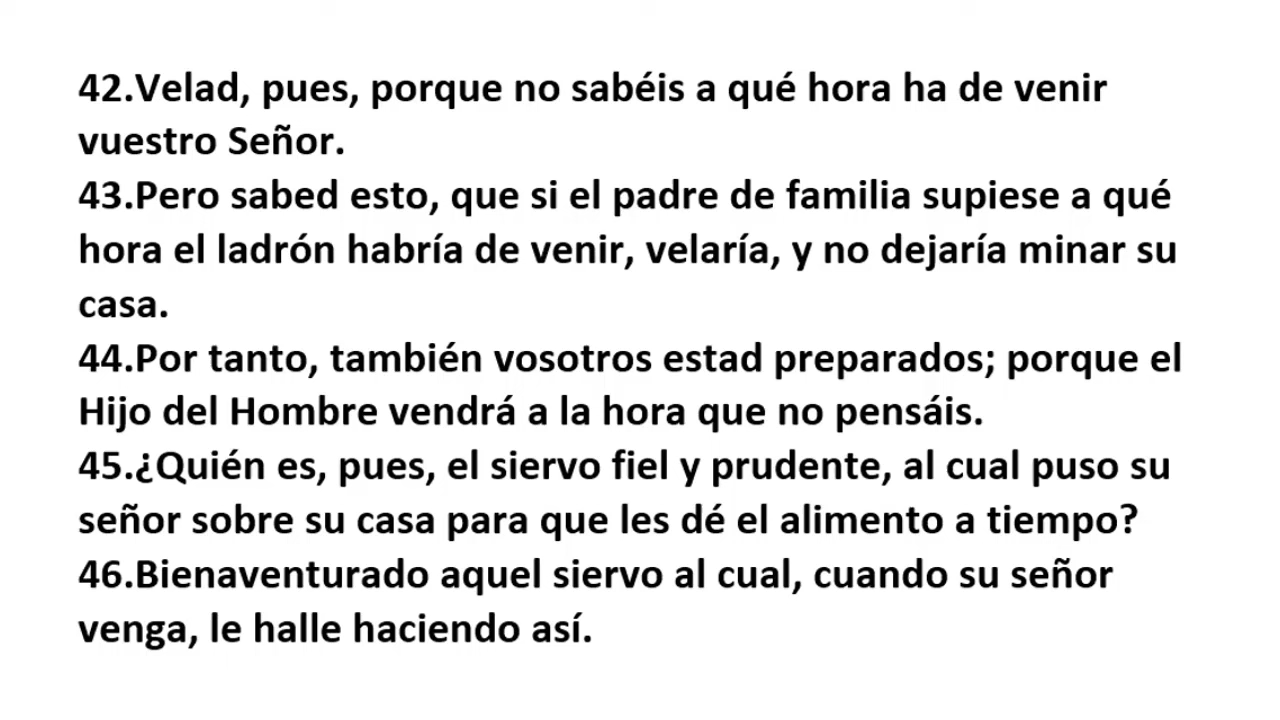 42.Velad, pues, porque no sabéis a qué hora ha de venir
vuestro Señor.
43.Pero sabed esto, que si el padre de familia supiese a qué
hora el ladrón habría de venir, velaría, y no dejaría minar su
casa.
44.Por tanto, también vosotros estad preparados; porque el
Hijo del Hombre vendrá a la hora que no pensáis.
45.¿Quién es, pues, el siervo fiel y prudente, al cual puso su
señor sobre su casa para que les dé el alimento a tiempo?
46.Bienaventurado aquel siervo al cual, cuando su señor
venga, le halle haciendo así.